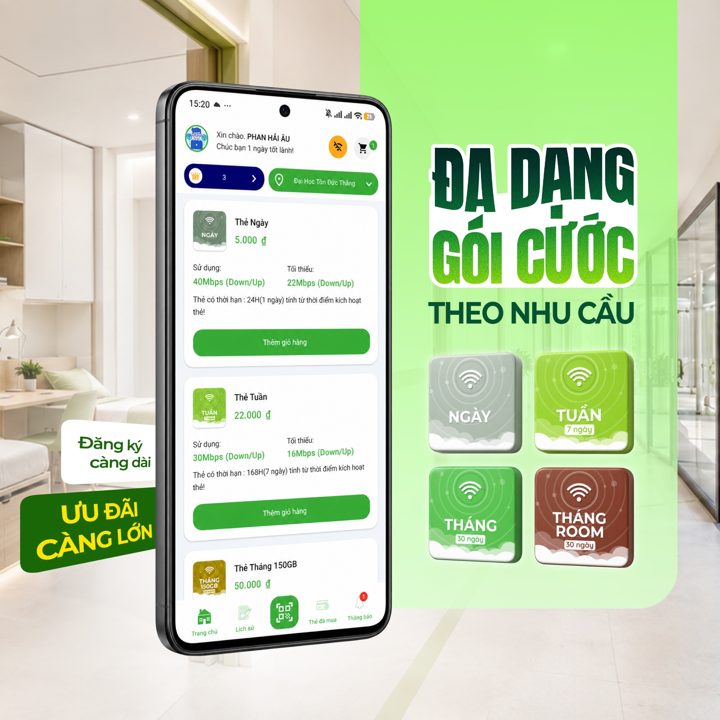 15:20
Xin chào: PHAN HẢI ÂU
Chúc bạn 1 ngày tốt lành!
1
3
Đại Học Tôn Đức Thắng
NGÀY
Thẻ Ngày
5.000 ₫
Sử dụng:
Tối thiểu:
40Mbps (Down/Up)
22Mbps (Down/Up)
Thẻ có thời hạn : 24H(1 ngày) tính từ thời điểm kích hoạt
thẻ!
Thêm giỏ hàng
TUẦN
Thẻ Tuần
22.000 ₫
Sử dụng:
Tối thiểu:
30Mbps (Down/Up)
16Mbps (Down/Up)
Thẻ có thời hạn : 168H(7 ngày) tính từ thời điểm kích hoạt
thẻ!
Thêm giỏ hàng
THÁNG
150GB
Thẻ Tháng 150GB
50.000 ₫
Trang chủ
Lịch sử
Thẻ đã mua
Thông báo
Đăng ký
càng dài
ƯU ĐÃI
CÀNG LỚN
ĐA DẠNG
GÓI CƯỚC
THEO NHU CẦU
NGÀY
TUẦN
7 ngày
THÁNG
30 ngày
THÁNG
ROOM
30 ngày